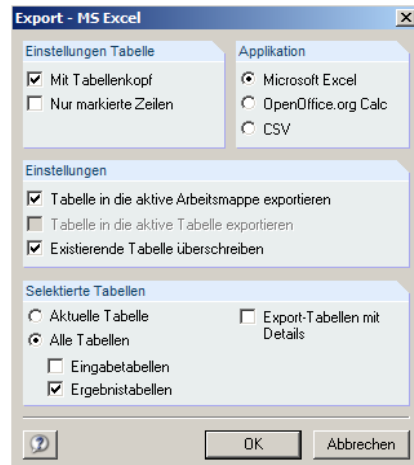 Export - MS Excel
Einstellungen Tabelle
Mit Tabellenkopf
Nur markierte Zeilen
Applikation
Microsoft Excel
OpenOffice.org Calc
CSV
Einstellungen
Tabelle in die aktive Arbeitsmappe exportieren
Tabelle in die aktive Tabelle exportieren
Existierende Tabelle überschreiben
Selektierte Tabellen
Aktuelle Tabelle
Alle Tabellen
Eingabetabellen
Ergebnistabellen
Export-Tabellen mit
Details
OK
Abbrechen